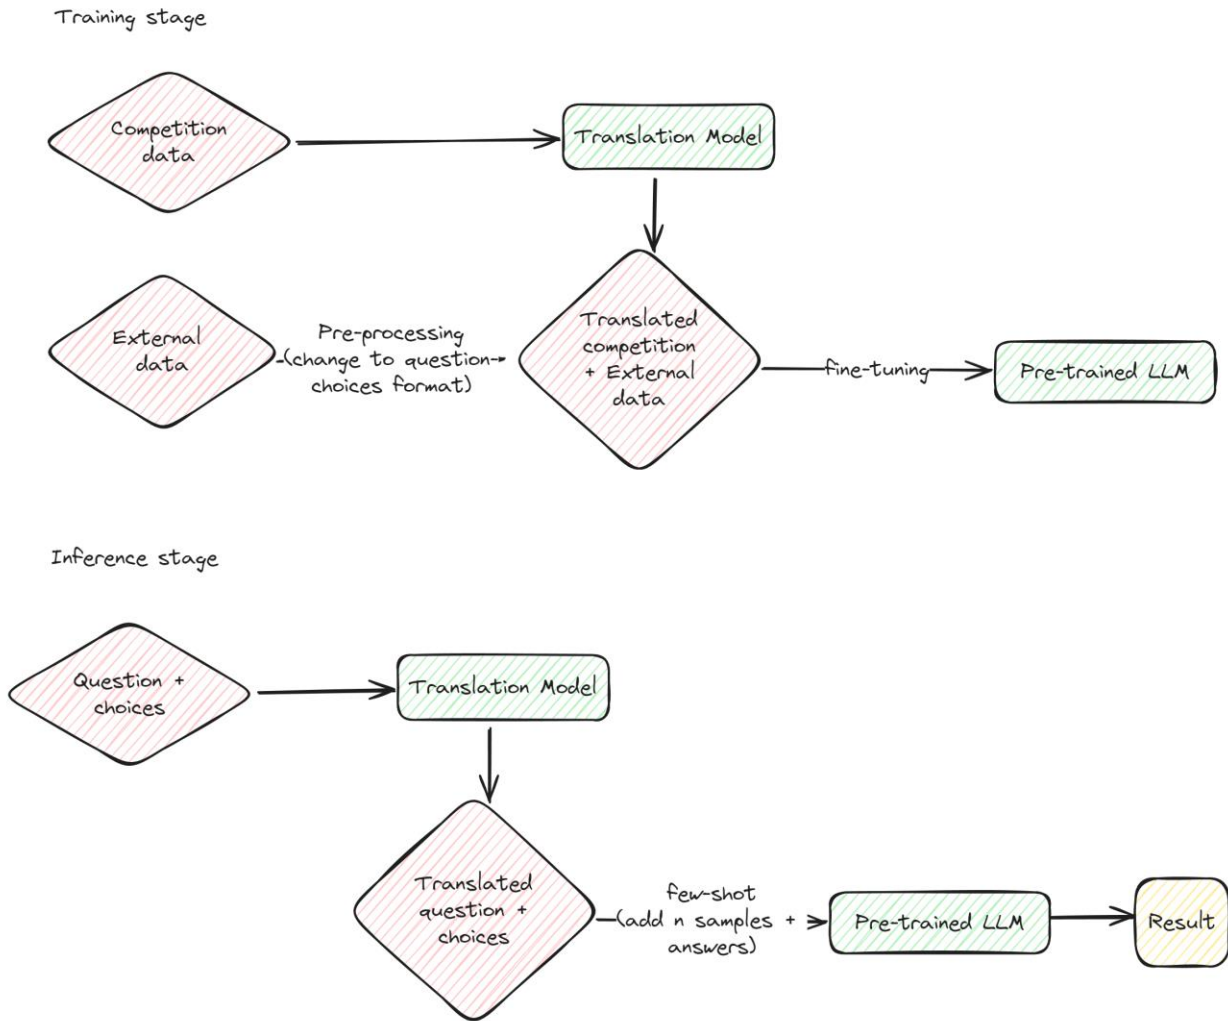 Training stage
Competition
data
Translation Model
External
data
Pre-processing
(change to question-
choices format)
Translated
competition
+ External
data
fine-tuning
Pre-trained LLM
Inference stage
Question +
choices
Translation Model
Translated
question +
choices
few-shot
(add n samples +
answers)
Pre-trained LLM
Result